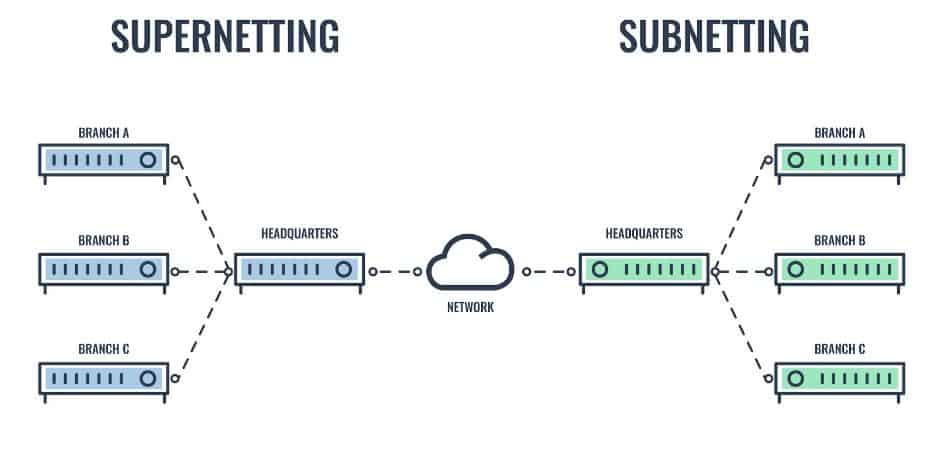 SUPERNETTING
SUBNETTING
BRANCH A
BRANCH A
BRANCH B
HEADQUARTERS
HEADQUARTERS
BRANCH B
NETWORK
BRANCH C
BRANCH C